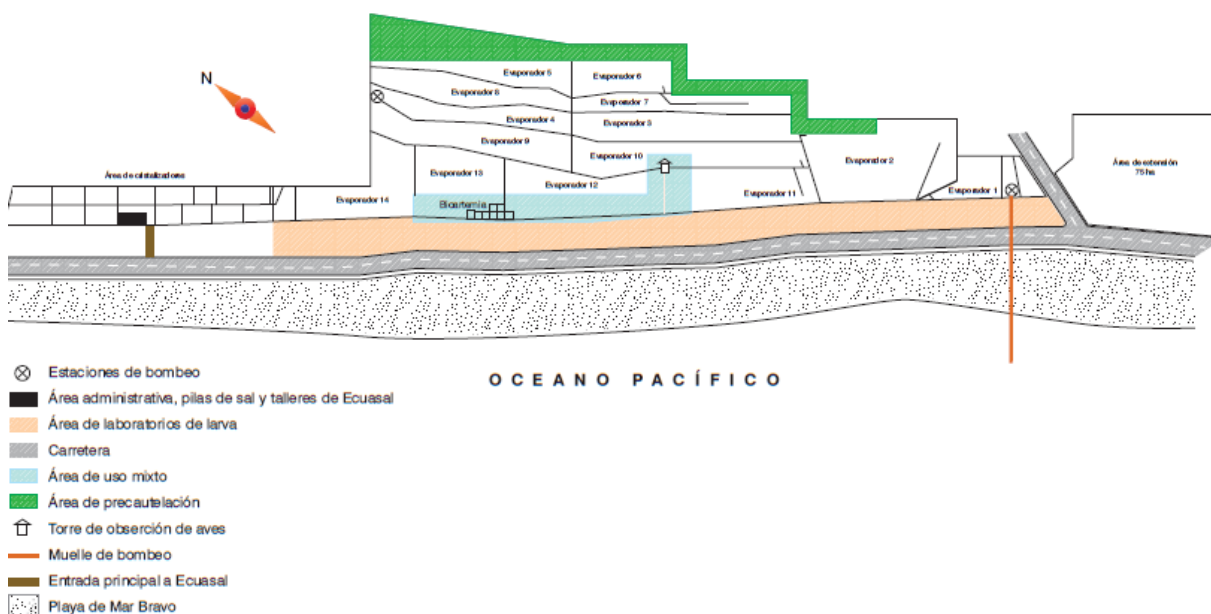 N
Evaporador 5
Evaporador 6
Evaporador 8
Evaporador 7
Evaporador 4
Evaporador 3
Evaporador 9
Evaporador 10
Evaporador 2
Área de extensión
75 ha
Área de cristalizadores
Evaporador 13
Evaporador 12
Evaporador 11
Evaporador 1
Evaporador 14
Bioartemia
OCEANO PACÍFICO
Estaciones de bombeo
Área administrativa, pilas de sal y talleres de Ecuasal
Área de laboratorios de larva
Carretera
Área de uso mixto
Área de precautelación
Torre de obserción de aves
Muelle de bombeo
Entrada principal a Ecuasal
Playa de Mar Bravo